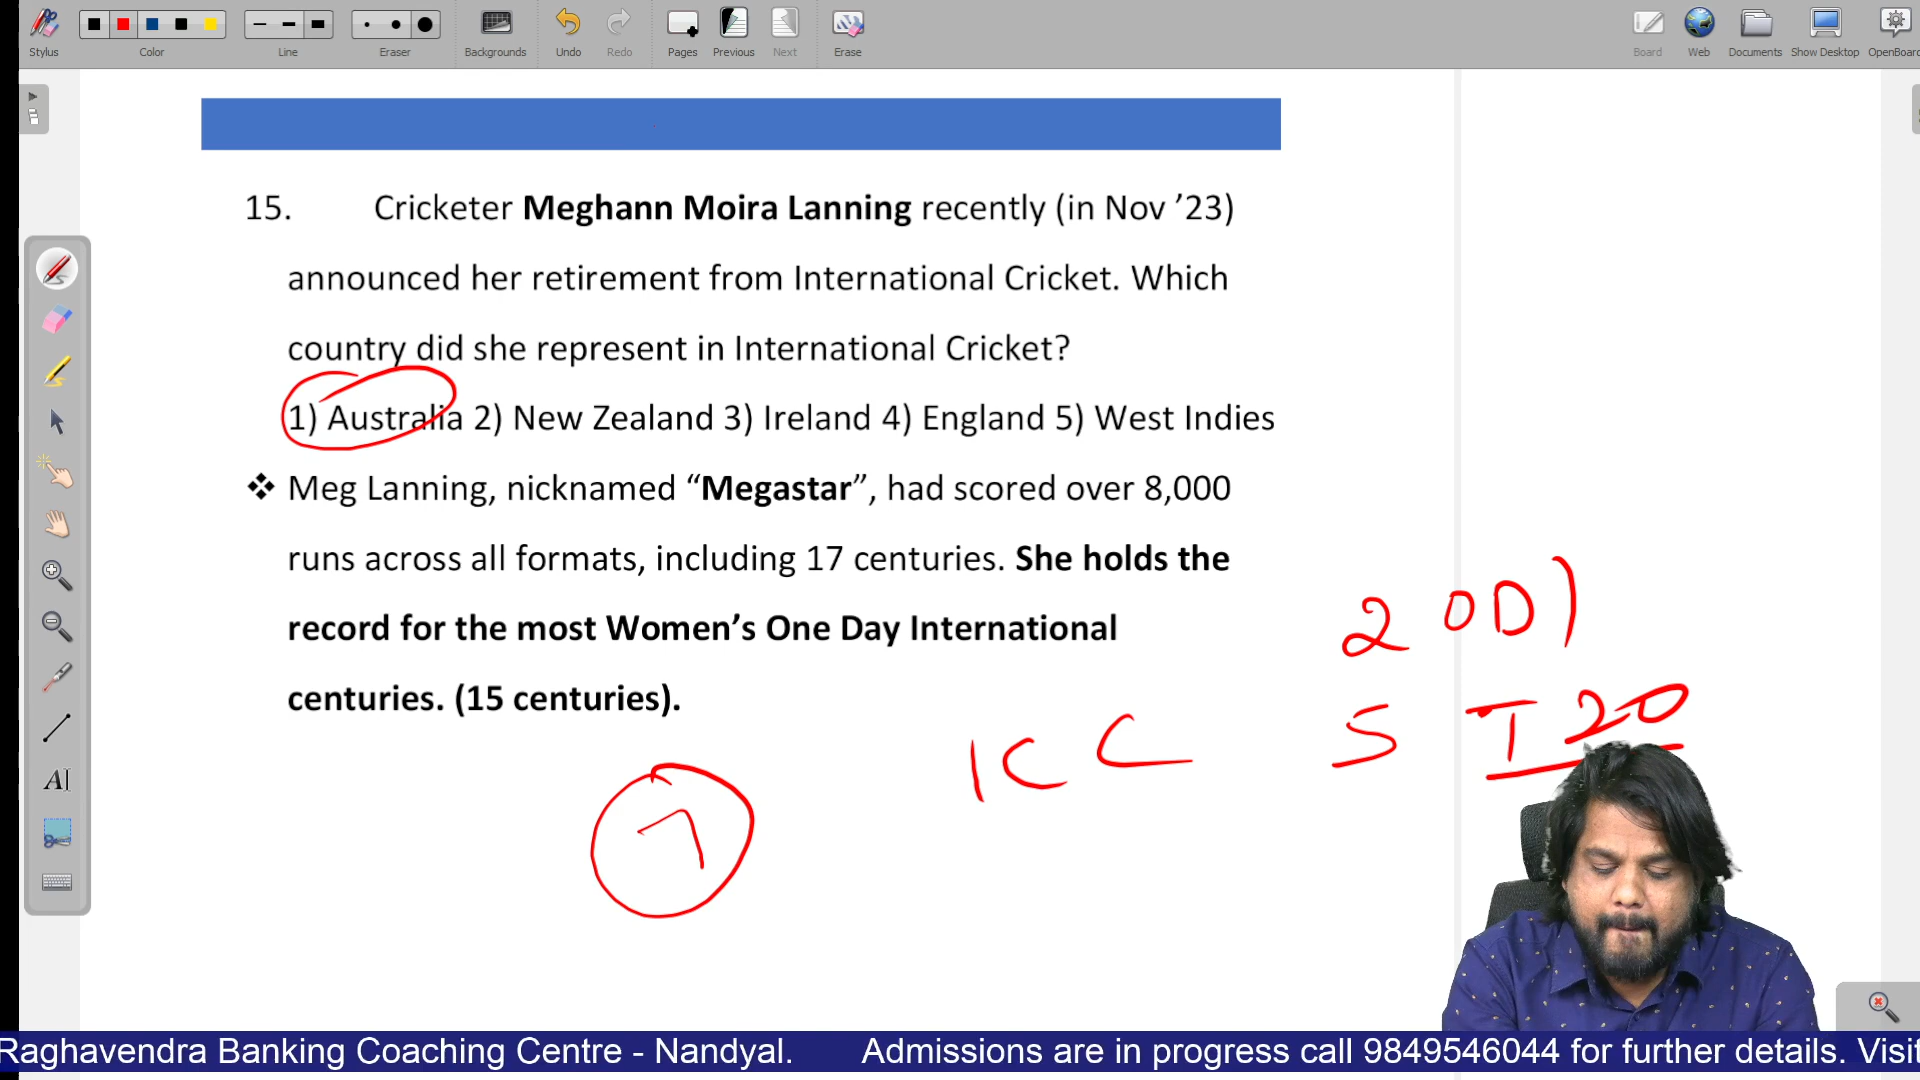 Stylus Color Line Eraser Backgrounds Undo Redo Pages Previous Next Erase Board Web Documents Show Desktop OpenBoard
15. Cricketer Meghann Moira Lanning recently (in Nov ’23)
announced her retirement from International Cricket. Which
country did she represent in International Cricket?
1) Australia 2) New Zealand 3) Ireland 4) England 5) West Indies
❖ Meg Lanning, nicknamed “Megastar”, had scored over 8,000
runs across all formats, including 17 centuries. She holds the
record for the most Women’s One Day International
centuries. (15 centuries).
2 ODI
ICC 5 T20
7
Raghavendra Banking Coaching Centre - Nandyal. Admissions are in progress call 9849546044 for further details. Visit